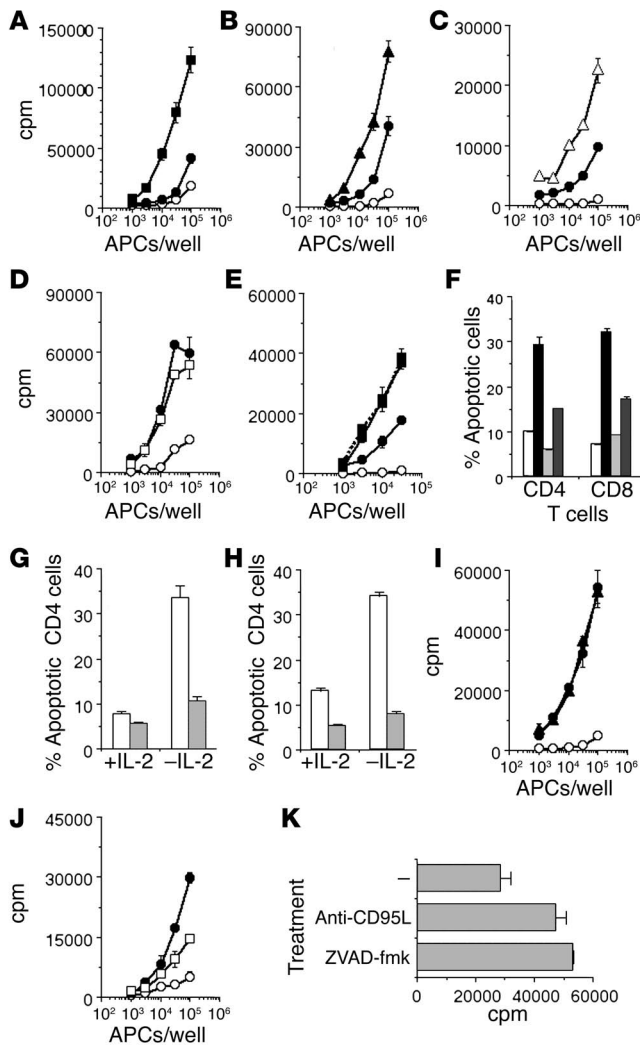 A
150000
100000
50000
0
cpm
10² 10³ 10⁴ 10⁵ 10⁶
APCs/well
B
90000
60000
30000
0
10² 10³ 10⁴ 10⁵ 10⁶
APCs/well
C
30000
20000
10000
0
10² 10³ 10⁴ 10⁵ 10⁶
APCs/well
D
90000
60000
30000
0
cpm
10² 10³ 10⁴ 10⁵ 10⁶
APCs/well
E
60000
40000
20000
0
10² 10³ 10⁴ 10⁵
APCs/well
F
40
30
20
10
0
% Apoptotic cells
CD4 CD8
T cells
G
40
30
20
10
0
% Apoptotic CD4 cells
+IL-2 –IL-2
H
40
30
20
10
0
% Apoptotic CD4 cells
+IL-2 –IL-2
I
60000
40000
20000
0
cpm
10² 10³ 10⁴ 10⁵ 10⁶
APCs/well
J
45000
30000
15000
0
cpm
10² 10³ 10⁴ 10⁵ 10⁶
APCs/well
K
Treatment
–
Anti-CD95L
ZVAD-fmk
0 20000 40000 60000
cpm